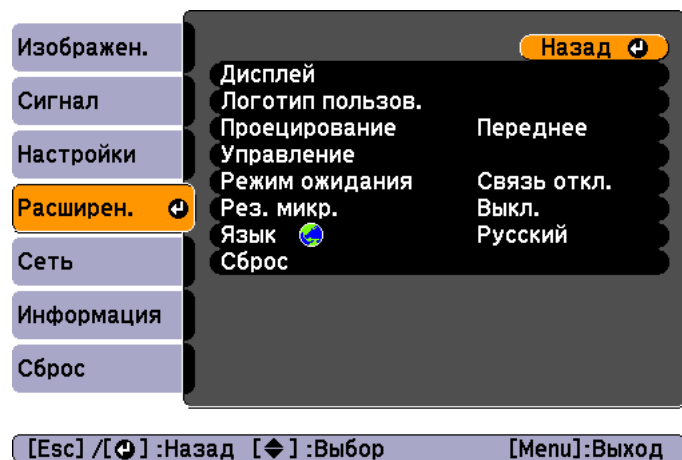 Изображен.
Сигнал
Настройки
Расширен.
Сеть
Информация
Сброс
Назад
Дисплей
Логотип пользов.
Проецирование Переднее
Управление
Режим ожидания Связь откл.
Рез. микр. Выкл.
Язык Русский
Сброс
[Esc] /[⏎] :Назад [◆] :Выбор [Menu]:Выход